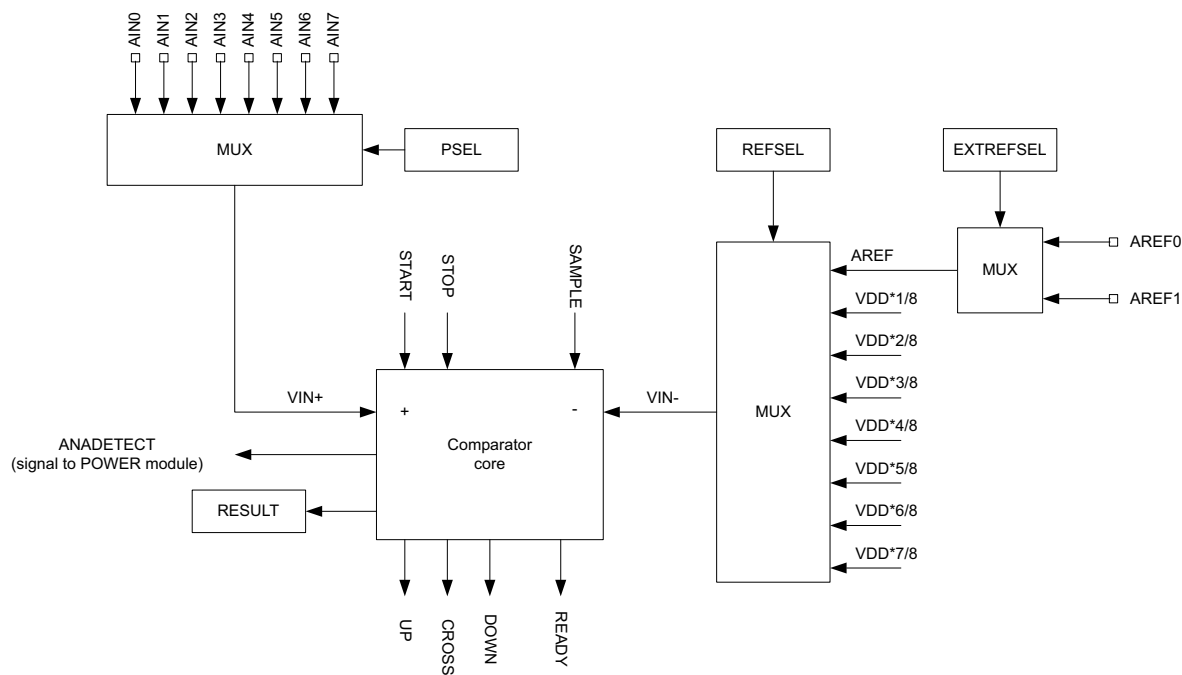 AIN0
AIN1
AIN2
AIN3
AIN4
AIN5
AIN6
AIN7
MUX
PSEL
REFSEL
EXTREFSEL
MUX
AREF0
AREF1
AREF
VDD*1/8
VDD*2/8
VDD*3/8
VDD*4/8
VDD*5/8
VDD*6/8
VDD*7/8
MUX
START
STOP
SAMPLE
VIN+
+
-
VIN-
Comparator
core
ANADETECT
(signal to POWER module)
RESULT
UP
CROSS
DOWN
READY